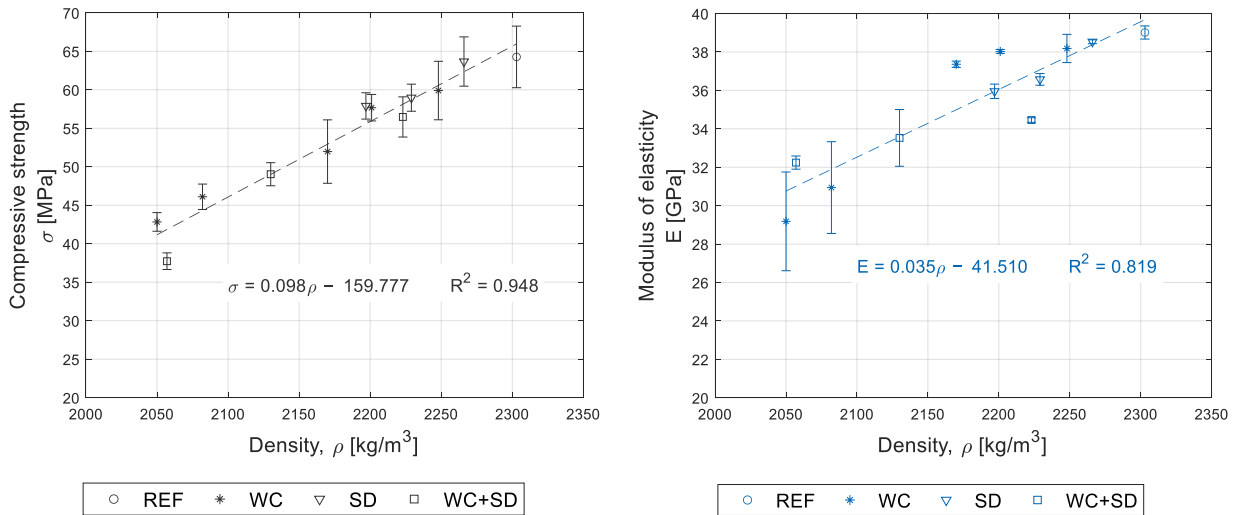 Compressive strength
σ [MPa]
70
65
60
55
50
45
40
35
30
25
20
σ = 0.098ρ − 159.777 R² = 0.948
2000 2050 2100 2150 2200 2250 2300 2350
Density, ρ [kg/m³]
REF WC SD WC+SD
Modulus of elasticity
E [GPa]
40
38
36
34
32
30
28
26
24
22
20
E = 0.035ρ − 41.510 R² = 0.819
2000 2050 2100 2150 2200 2250 2300 2350
Density, ρ [kg/m³]
REF WC SD WC+SD